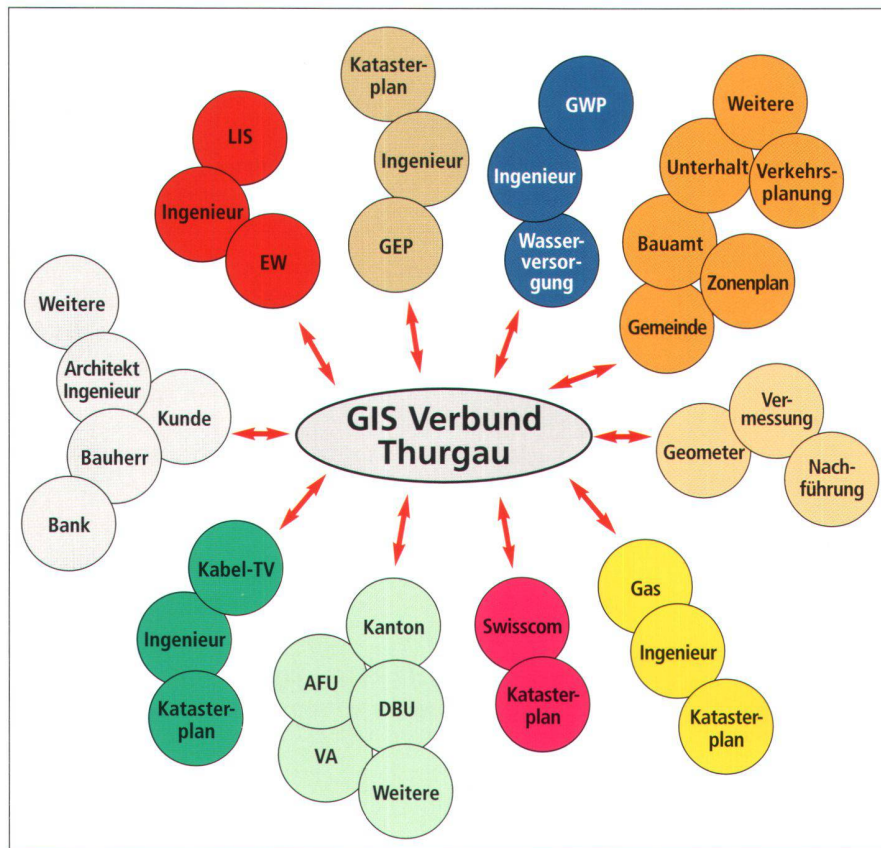 LIS
Ingenieur
EW
Kataster-
plan
Ingenieur
GEP
GWP
Ingenieur
Wasser-
versor-
gung
Weitere
Unterhalt
Verkehrs-
planung
Bauamt
Zonenplan
Gemeinde
Weitere
Architekt
Ingenieur
Kunde
Bauherr
Bank
GIS Verbund
Thurgau
Ver-
messung
Geometer
Nach-
führung
Kabel-TV
Ingenieur
Kataster-
plan
Kanton
AFU
DBU
VA
Weitere
Swisscom
Kataster-
plan
Gas
Ingenieur
Kataster-
plan